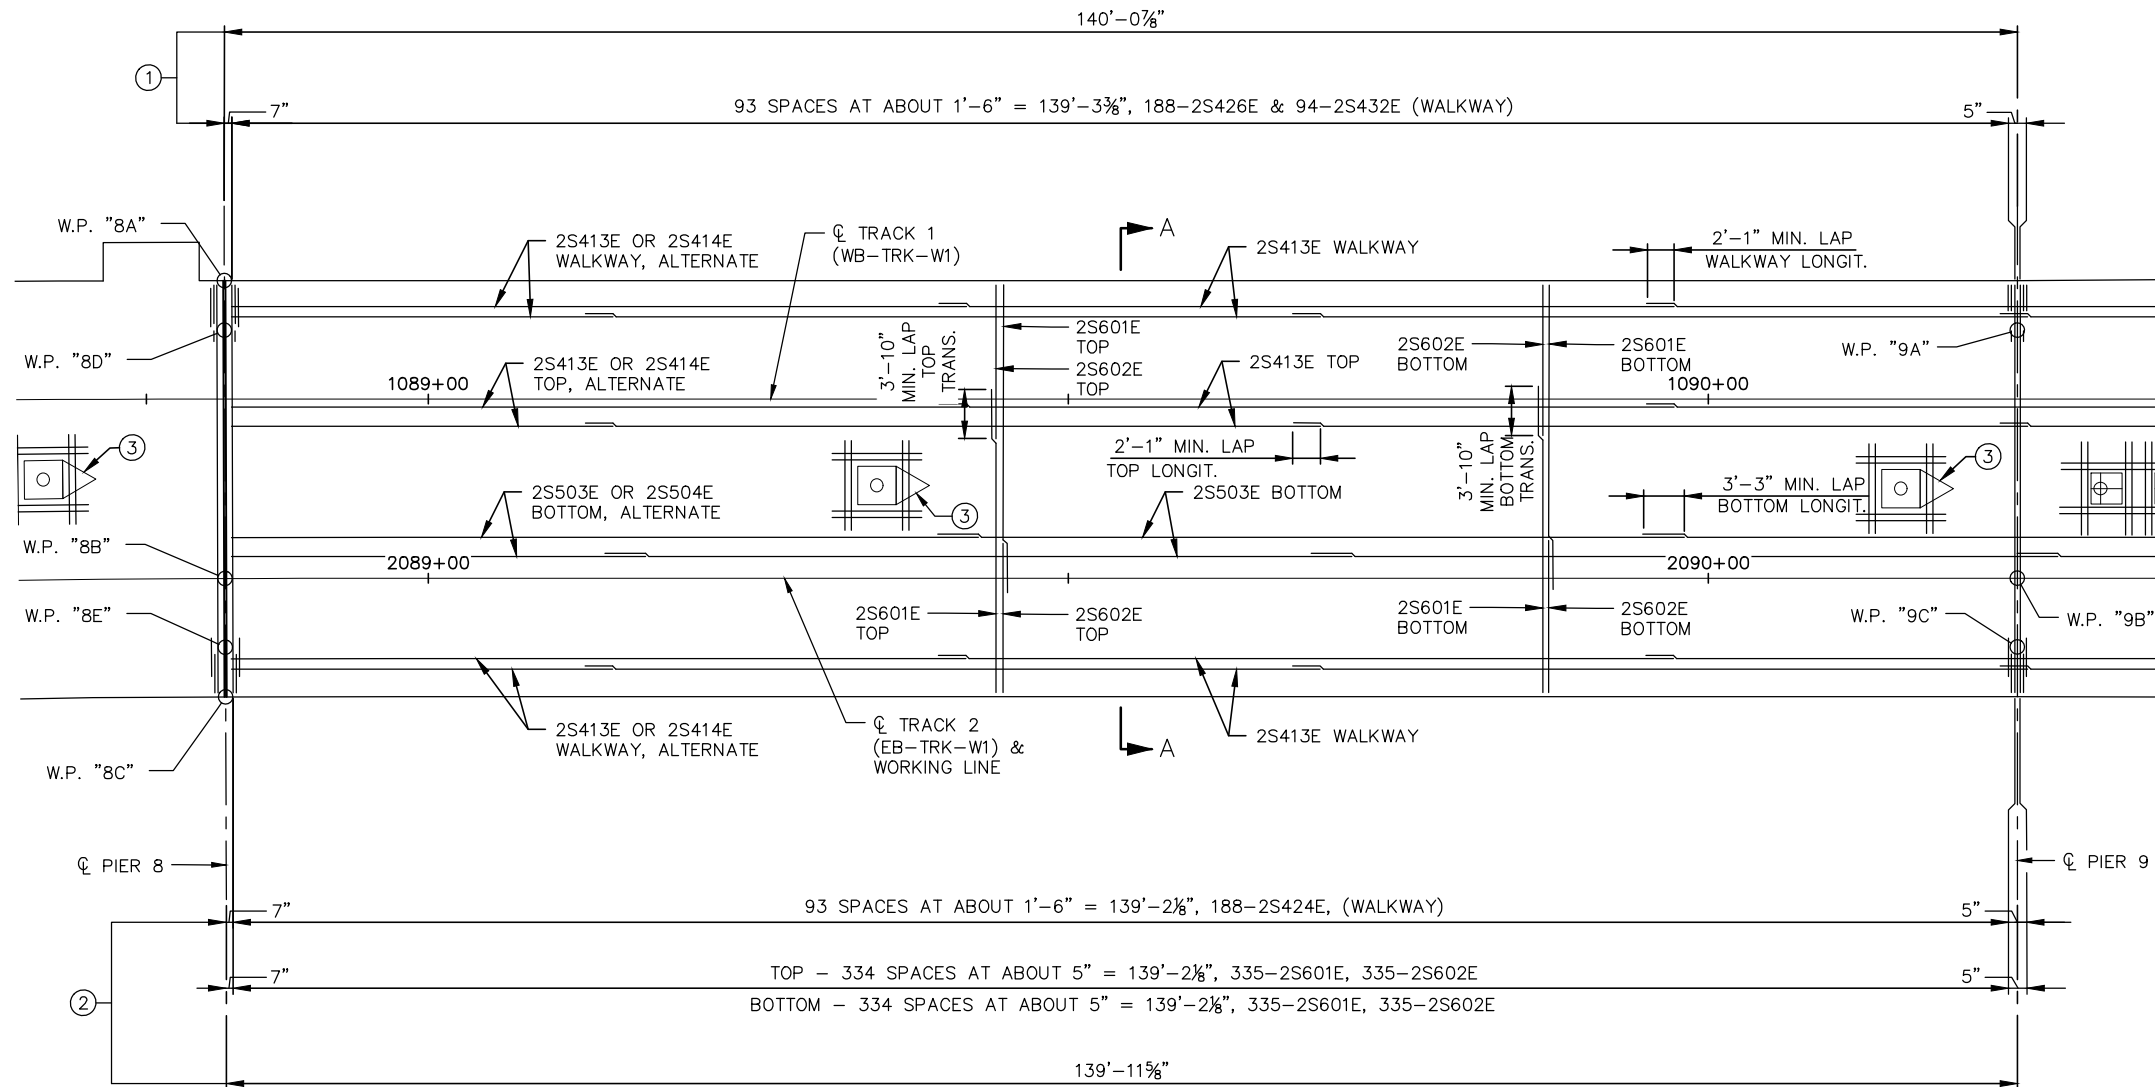 140'-0⅞"
1
7"
93 SPACES AT ABOUT 1'-6" = 139'-3⅜", 188-2S426E & 94-2S432E (WALKWAY)
5"
W.P. "8A"
2S413E OR 2S414E
WALKWAY, ALTERNATE
℄ TRACK 1
(WB-TRK-W1)
A
2S413E WALKWAY
2'-1" MIN. LAP
WALKWAY LONGIT.
W.P. "8D"
2S413E OR 2S414E
TOP, ALTERNATE
1089+00
3'-10"
MIN. LAP
TOP
TRANS.
2S601E
TOP
2S602E
TOP
2S413E TOP
2S602E
BOTTOM
2S601E
BOTTOM
1090+00
W.P. "9A"
3
2'-1" MIN. LAP
TOP LONGIT.
3'-10"
MIN. LAP
BOTTOM
TRANS.
3
2S503E OR 2S504E
BOTTOM, ALTERNATE
3
2S503E BOTTOM
3'-3" MIN. LAP
BOTTOM LONGIT.
W.P. "8B"
2089+00
2090+00
W.P. "8E"
2S601E
TOP
2S602E
TOP
2S601E
BOTTOM
2S602E
BOTTOM
W.P. "9C"
W.P. "9B"
2S413E OR 2S414E
WALKWAY, ALTERNATE
℄ TRACK 2
(EB-TRK-W1) &
WORKING LINE
A
2S413E WALKWAY
W.P. "8C"
℄ PIER 8
℄ PIER 9
7"
93 SPACES AT ABOUT 1'-6" = 139'-2⅛", 188-2S424E, (WALKWAY)
5"
7"
TOP - 334 SPACES AT ABOUT 5" = 139'-2⅛", 335-2S601E, 335-2S602E
5"
2
BOTTOM - 334 SPACES AT ABOUT 5" = 139'-2⅛", 335-2S601E, 335-2S602E
139'-11⅝"